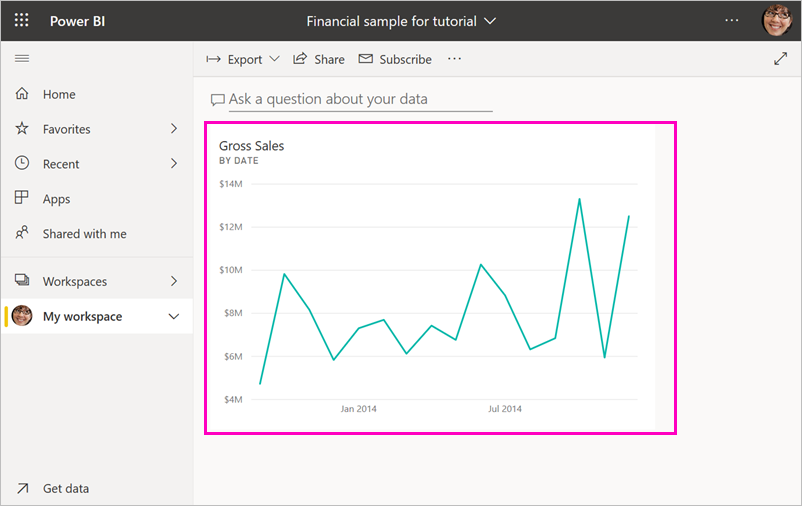 Power BI
Financial sample for tutorial
Export
Share
Subscribe
Home
Favorites
Recent
Apps
Shared with me
Workspaces
My workspace
Get data
Ask a question about your data
Gross Sales
BY DATE
$14M
$12M
$10M
$8M
$6M
$4M
Jan 2014
Jul 2014